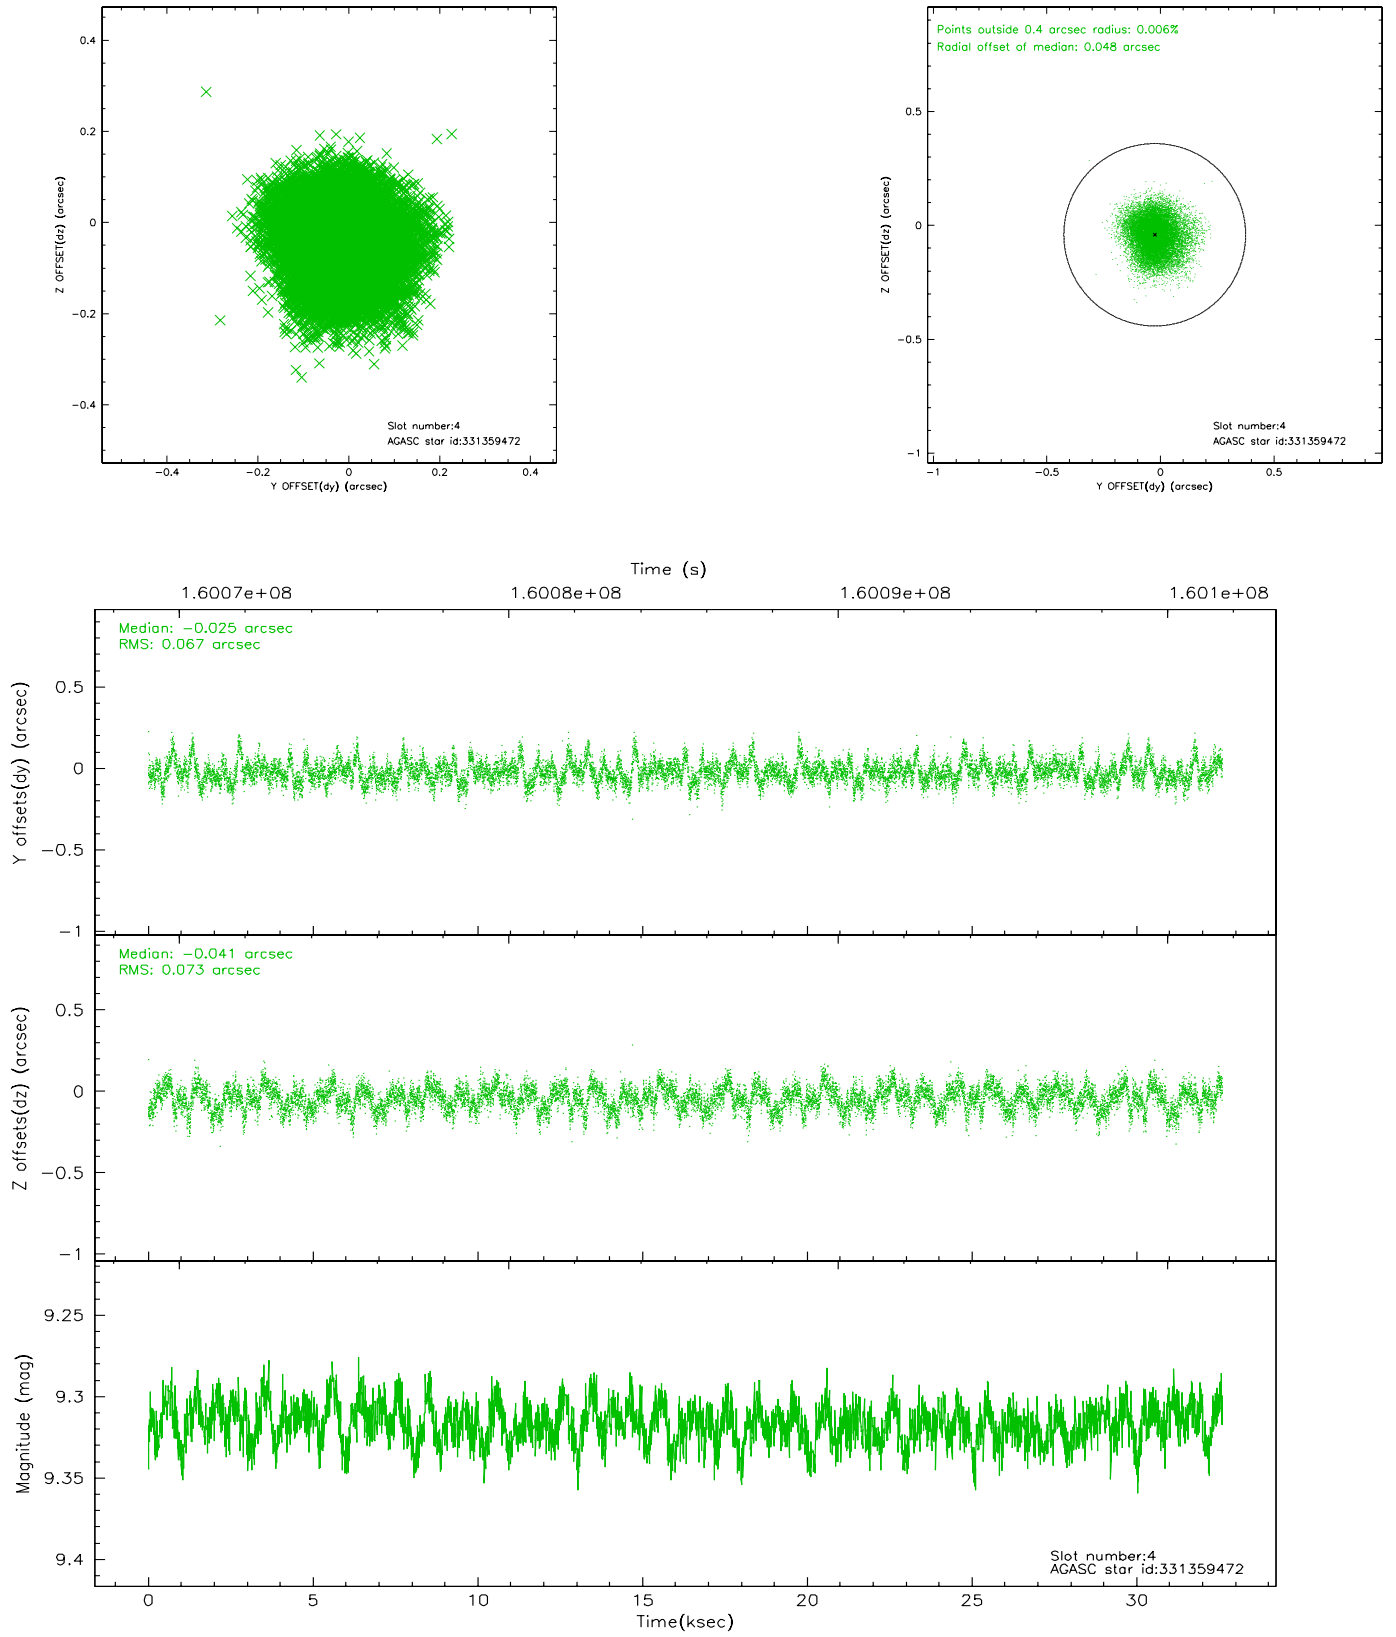 0.4
0.2
0
−0.2
−0.4
Z OFFSET(dz) (arcsec)
Slot number:4
AGASC star id:331359472
−0.4 −0.2 0 0.2 0.4
Y OFFSET(dy) (arcsec)
Points outside 0.4 arcsec radius: 0.006%
Radial offset of median: 0.048 arcsec
0.5
0
−0.5
−1
Z OFFSET(dz) (arcsec)
Slot number:4
AGASC star id:331359472
−1 −0.5 0 0.5
Y OFFSET(dy) (arcsec)
Time (s)
1.6007e+08 1.6008e+08 1.6009e+08 1.601e+08
Median: −0.025 arcsec
RMS: 0.067 arcsec
0.5
0
−0.5
−1
Y offsets(dy) (arcsec)
Median: −0.041 arcsec
RMS: 0.073 arcsec
0.5
0
−0.5
−1
Z offsets(dz) (arcsec)
9.25
9.3
9.35
9.4
Magnitude (mag)
Slot number:4
AGASC star id:331359472
0 5 10 15 20 25 30
Time(ksec)